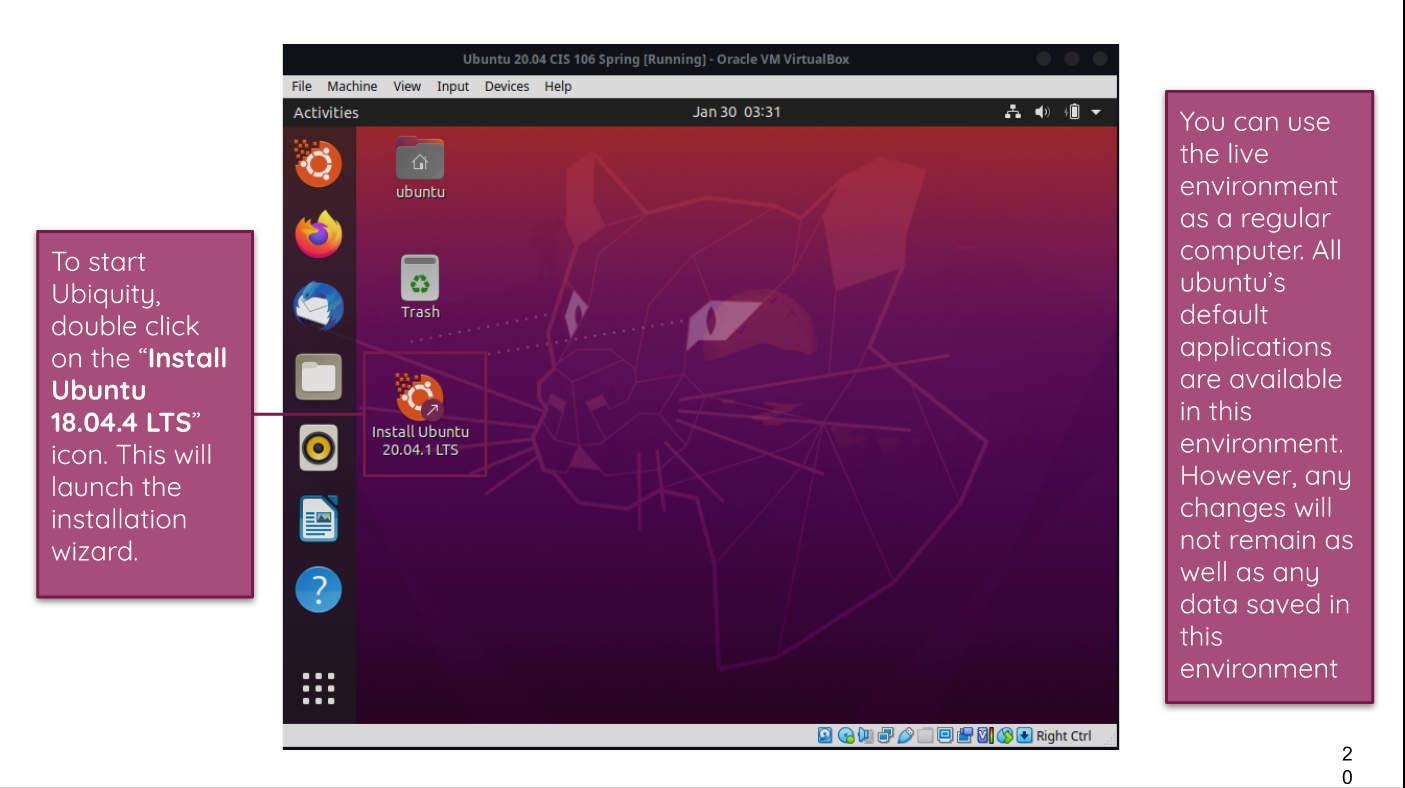 Ubuntu 20.04 CIS 106 Spring [Running] - Oracle VM VirtualBox
File Machine View Input Devices Help
Activities
Jan 30 03:31
ubuntu
Trash
Install Ubuntu
20.04.1 LTS
?
Right Ctrl
To start
Ubiquity,
double click
on the “Install
Ubuntu
18.04.4 LTS”
icon. This will
launch the
installation
wizard.
You can use
the live
environment
as a regular
computer. All
ubuntu’s
default
applications
are available
in this
environment.
However, any
changes will
not remain as
well as any
data saved in
this
environment
2
0